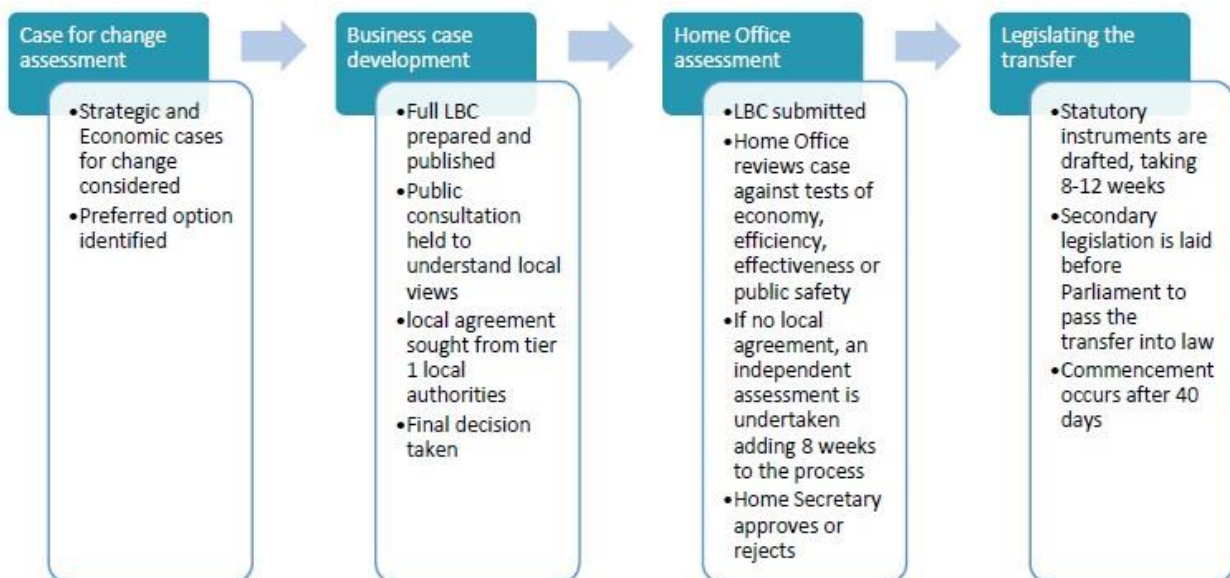 Case for change
assessment
•Strategic and
Economic cases
for change
considered
•Preferred option
identified
Business case
development
•Full LBC
prepared and
published
•Public
consultation
held to
understand local
views
•local agreement
sought from tier
1 local
authorities
•Final decision
taken
Home Office
assessment
•LBC submitted
•Home Office
reviews case
against tests of
economy,
efficiency,
effectiveness or
public safety
•If no local
agreement, an
independent
assessment is
undertaken
adding 8 weeks
to the process
•Home Secretary
approves or
rejects
Legislating the
transfer
•Statutory
instruments are
drafted, taking
8-12 weeks
•Secondary
legislation is laid
before
Parliament to
pass the
transfer into law
•Commencement
occurs after 40
days